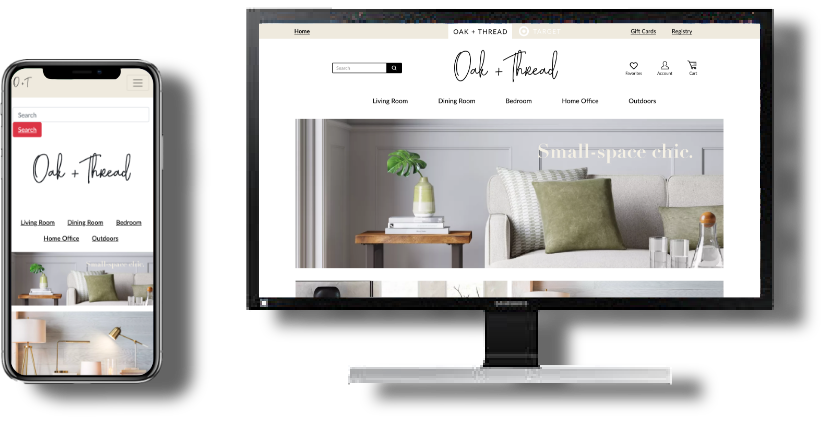 O+T
Search
Search
Oak + Thread
Living Room Dining Room Bedroom
Home Office Outdoors
Small-space chic.
Home OAK + THREAD TARGET Gift Cards Registry
Search Oak + Thread Favorites Account Cart
Living Room Dining Room Bedroom Home Office Outdoors
Small-space chic.